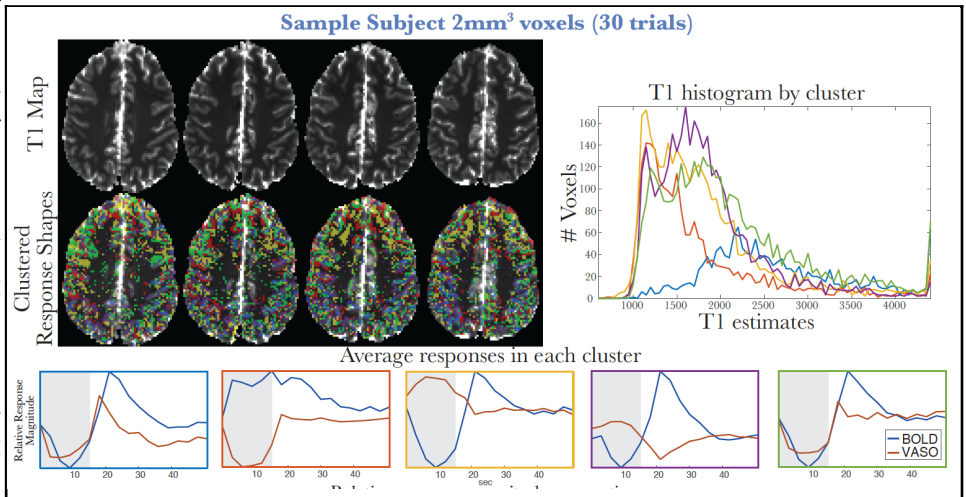 Sample Subject 2mm³ voxels (30 trials)
T1 Map
Clustered
Response Shapes
T1 histogram by cluster
# Voxels
160
140
120
100
80
60
40
20
0
1000 1500 2000 2500 3000 3500 4000
T1 estimates
Average responses in each cluster
Relative Response
Magnitude
10 20 30 40
10 20 30 40
10 20 30 40
sec
10 20 30 40
10 20 30 40
BOLD
VASO